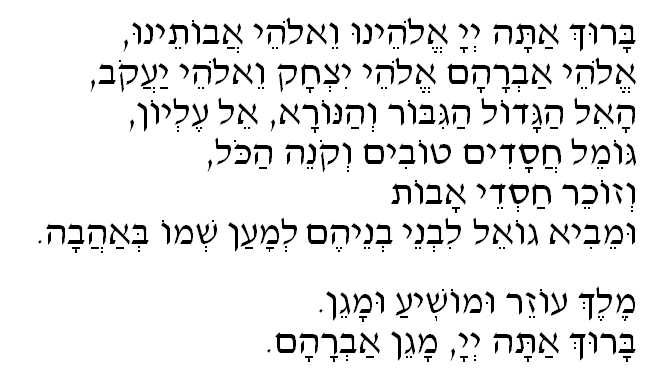 בָּרוּךְ אַתָּה יְיָ אֱלֹהֵינוּ וֵאלֹהֵי אֲבוֹתֵינוּ,
אֱלֹהֵי אַבְרָהָם אֱלֹהֵי יִצְחָק וֵאלֹהֵי יַעֲקֹב,
הָאֵל הַגָּדוֹל הַגִּבּוֹר וְהַנּוֹרָא, אֵל עֶלְיוֹן,
גּוֹמֵל חֲסָדִים טוֹבִים וְקֹנֵה הַכֹּל,
וְזוֹכֵר חַסְדֵי אָבוֹת
וּמֵבִיא גוֹאֵל לִבְנֵי בְנֵיהֶם לְמָעַן שְׁמוֹ בְּאַהֲבָה.
מֶלֶךְ עוֹזֵר וּמוֹשִׁיעַ וּמָגֵן.
בָּרוּךְ אַתָּה יְיָ, מָגֵן אַבְרָהָם.